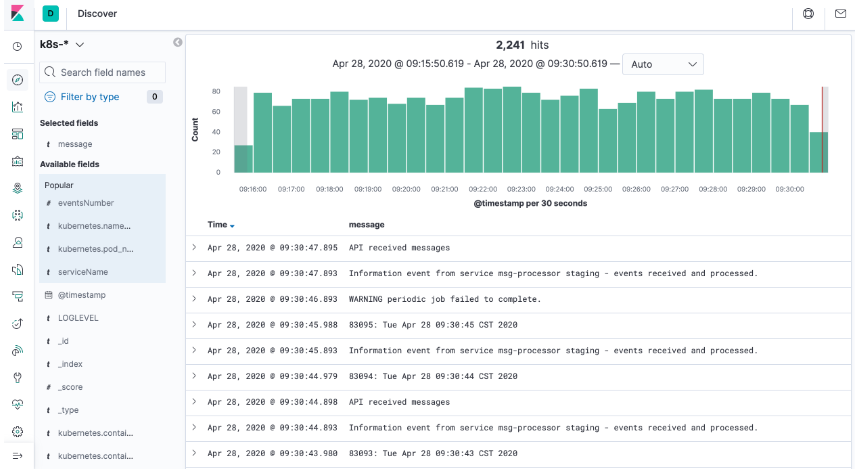 D Discover
k8s-*
Search field names
Filter by type 0
Selected fields
t message
Available fields
Popular
# eventsNumber
t kubernetes.name...
t kubernetes.pod_n...
t serviceName
@timestamp
t LOGLEVEL
t _id
t _index
# _score
t _type
t kubernetes.contai...
t kubernetes.contai...
2,241 hits
Apr 28, 2020 @ 09:15:50.619 - Apr 28, 2020 @ 09:30:50.619 — Auto
Count
80
60
40
20
0
09:16:00 09:17:00 09:18:00 09:19:00 09:20:00 09:21:00 09:22:00 09:23:00 09:24:00 09:25:00 09:26:00 09:27:00 09:28:00 09:29:00 09:30:00
@timestamp per 30 seconds
Time message
Apr 28, 2020 @ 09:30:47.895 API received messages
Apr 28, 2020 @ 09:30:47.893 Information event from service msg-processor staging - events received and processed.
Apr 28, 2020 @ 09:30:46.893 WARNING periodic job failed to complete.
Apr 28, 2020 @ 09:30:45.988 83095: Tue Apr 28 09:30:45 CST 2020
Apr 28, 2020 @ 09:30:45.893 Information event from service msg-processor staging - events received and processed.
Apr 28, 2020 @ 09:30:44.979 83094: Tue Apr 28 09:30:44 CST 2020
Apr 28, 2020 @ 09:30:44.898 API received messages
Apr 28, 2020 @ 09:30:44.893 Information event from service msg-processor staging - events received and processed.
Apr 28, 2020 @ 09:30:43.980 83093: Tue Apr 28 09:30:43 CST 2020